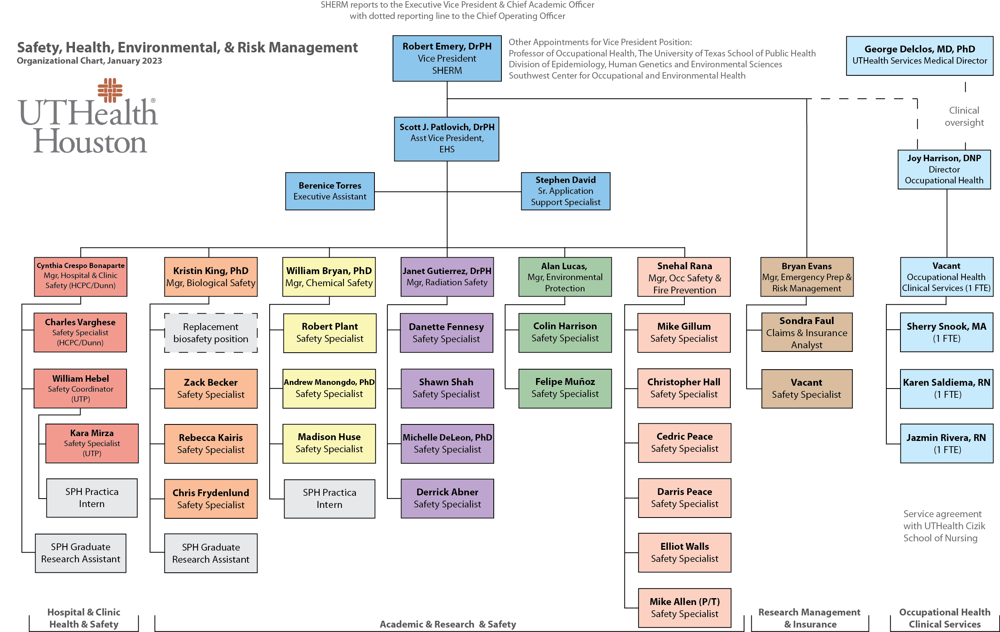 SHERM reports to the Executive Vice President & Chief Academic Officer
with dotted reporting line to the Chief Operating Officer
Safety, Health, Environmental, & Risk Management
Organizational Chart, January 2023
UTHealth®
Houston
Robert Emery, DrPH
Vice President
SHERM
Other Appointments for Vice President Position:
Professor of Occupational Health, The University of Texas School of Public Health
Division of Epidemiology, Human Genetics and Environmental Sciences
Southwest Center for Occupational and Environmental Health
George Delclos, MD, PhD
UTHealth Services Medical Director
Clinical
oversight
Scott J. Patlovich, DrPH
Asst Vice President,
EHS
Joy Harrison, DNP
Director
Occupational Health
Berenice Torres
Executive Assistant
Stephen David
Sr. Application
Support Specialist
Cynthia Crespo Bonaparte
Mgr, Hospital & Clinic
Safety (HCPC/Dunn)
Charles Varghese
Safety Specialist
(HCPC/Dunn)
William Hebel
Safety Coordinator
(UTP)
Kara Mirza
Safety Specialist
(UTP)
SPH Practica
Intern
SPH Graduate
Research Assistant
Kristin King, PhD
Mgr, Biological Safety
Replacement
biosafety position
Zack Becker
Safety Specialist
Rebecca Kairis
Safety Specialist
Chris Frydenlund
Safety Specialist
SPH Graduate
Research Assistant
William Bryan, PhD
Mgr, Chemical Safety
Robert Plant
Safety Specialist
Andrew Manongdo, PhD
Safety Specialist
Madison Huse
Safety Specialist
SPH Practica
Intern
Janet Gutierrez, DrPH
Mgr, Radiation Safety
Danette Fennesy
Safety Specialist
Shawn Shah
Safety Specialist
Michelle DeLeon, PhD
Safety Specialist
Derrick Abner
Safety Specialist
Alan Lucas,
Mgr, Environmental
Protection
Colin Harrison
Safety Specialist
Felipe Muñoz
Safety Specialist
Snehal Rana
Mgr, Occ Safety &
Fire Prevention
Mike Gillum
Safety Specialist
Christopher Hall
Safety Specialist
Cedric Peace
Safety Specialist
Darris Peace
Safety Specialist
Elliot Walls
Safety Specialist
Mike Allen (P/T)
Safety Specialist
Bryan Evans
Mgr, Emergency Prep &
Risk Management
Sondra Faul
Claims & Insurance
Analyst
Vacant
Safety Specialist
Vacant
Occupational Health
Clinical Services (1 FTE)
Sherry Snook, MA
(1 FTE)
Karen Saldiema, RN
(1 FTE)
Jazmin Rivera, RN
(1 FTE)
Service agreement
with UTHealth Cizik
School of Nursing
Hospital & Clinic
Health & Safety
Academic & Research & Safety
Research Management
& Insurance
Occupational Health
Clinical Services